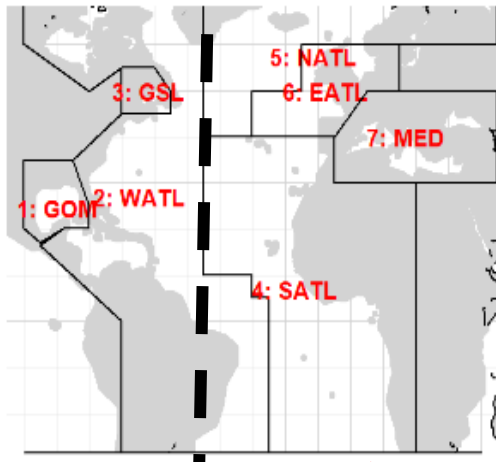 5: NATL
3: GSL
6: EATL
7: MED
1: GOM
2: WATL
4: SATL